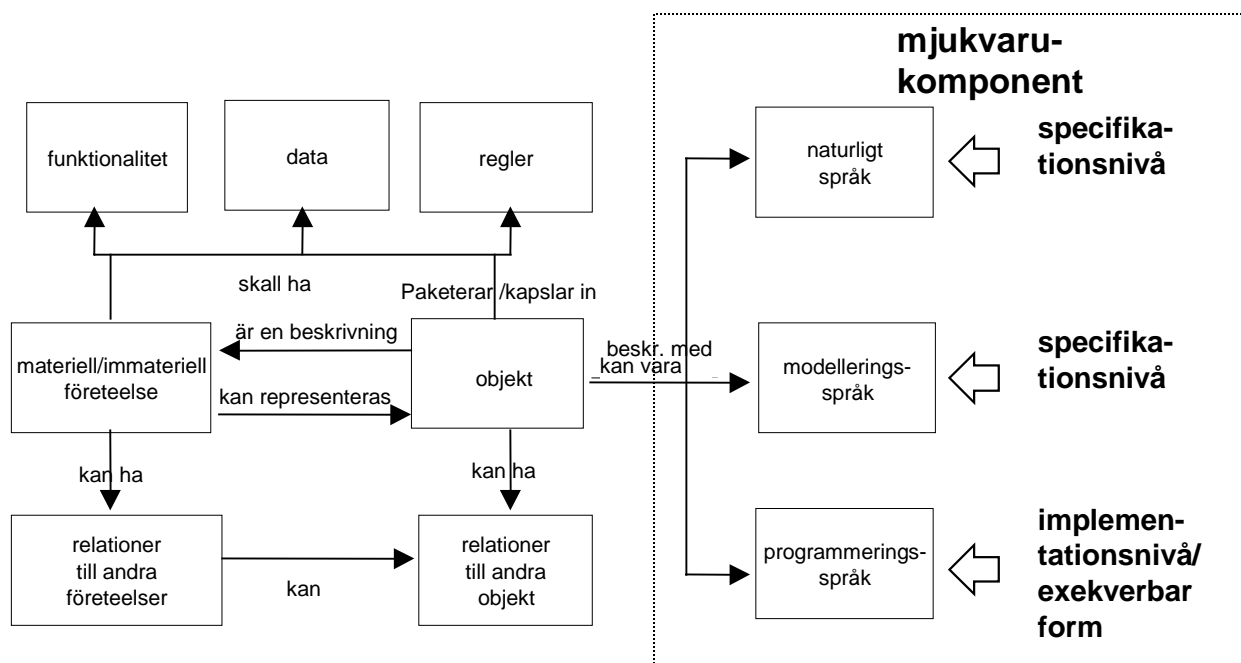 mjukvaru-
komponent
funktionalitet
data
regler
naturligt
språk
specifika-
tionsnivå
skall ha
Paketerar /kapslar in
är en beskrivning
materiell/immateriell
företeelse
kan representeras
objekt
beskr. med
_kan vara _
modellerings-
språk
specifika-
tionsnivå
kan ha
kan ha
relationer
till andra
företeelser
kan
relationer
till andra
objekt
programmerings-
språk
implemen-
tationsnivå/
exekverbar
form